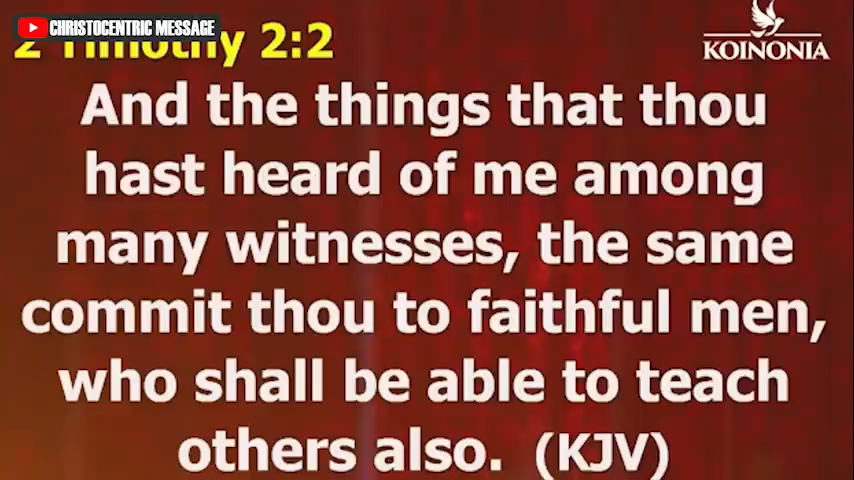 CHRISTOCENTRIC MESSAGE
2 Timothy 2:2
KOINONIA
And the things that thou
hast heard of me among
many witnesses, the same
commit thou to faithful men,
who shall be able to teach
others also. (KJV)